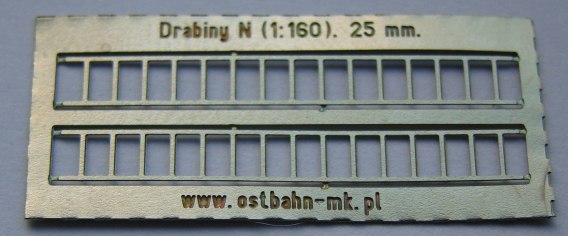 Drabiny N (1:160). 25 mm.
www.ostbahn-mk.pl